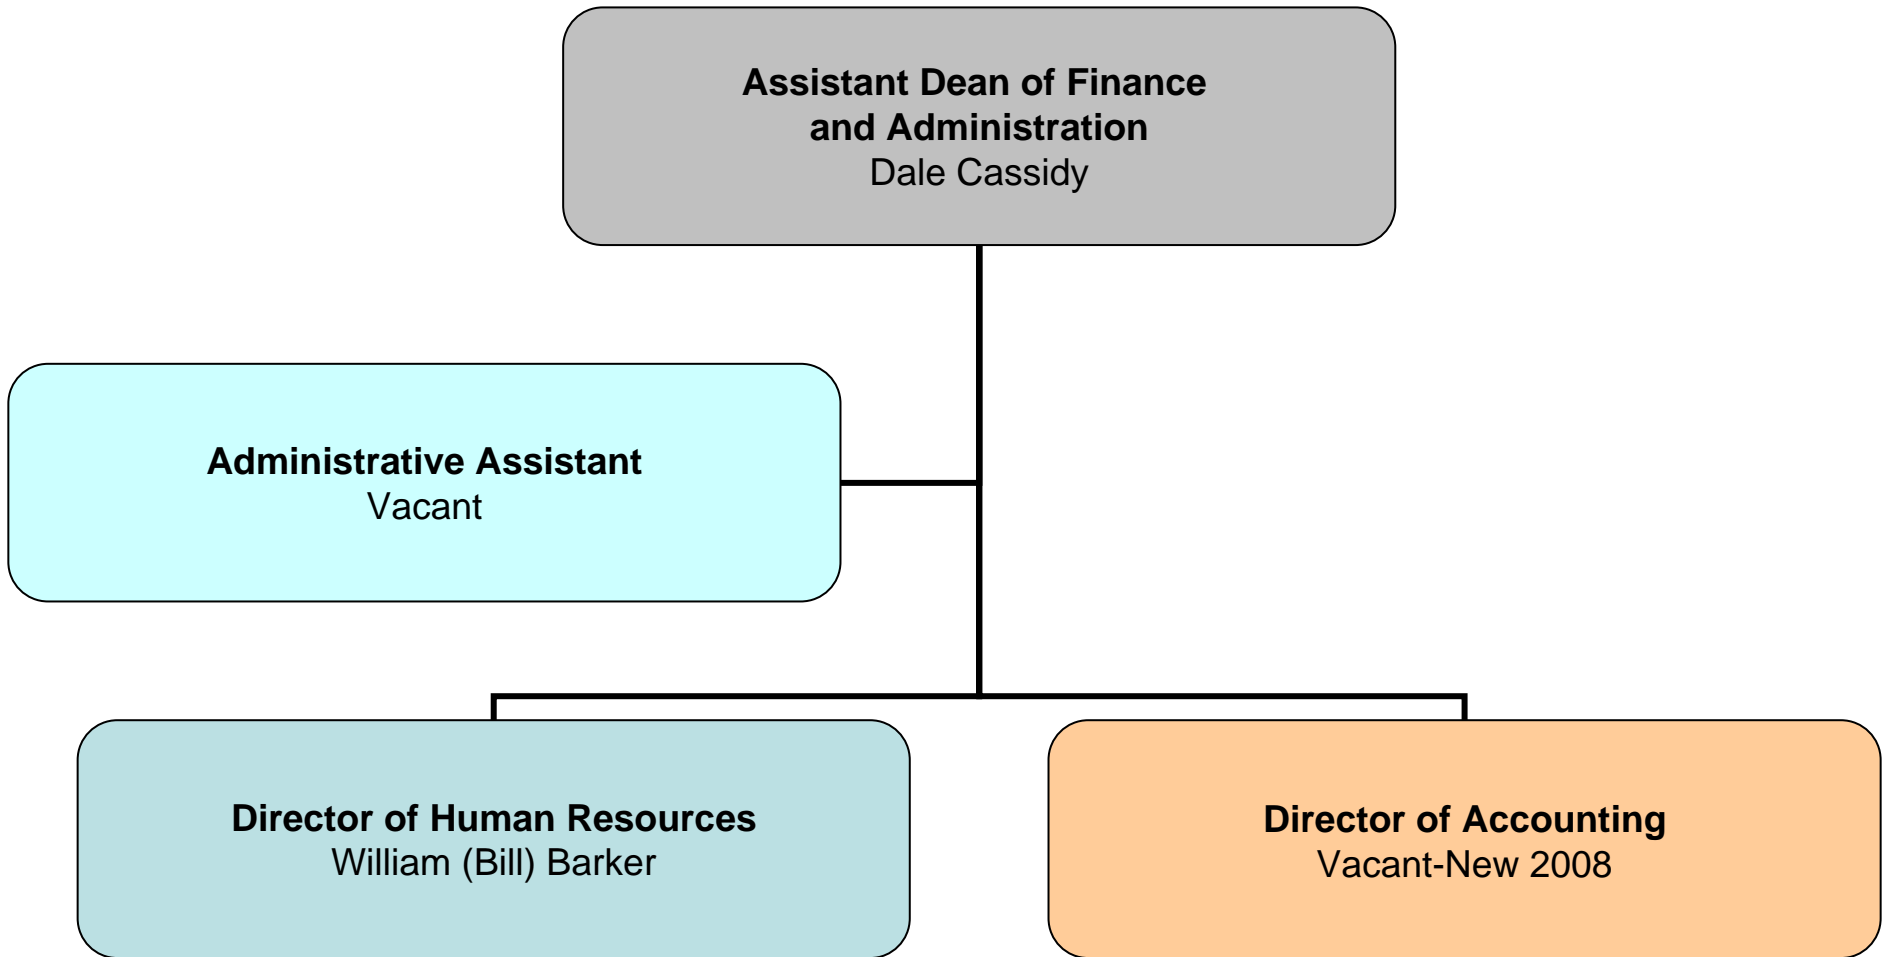 Assistant Dean of Finance
and Administration
Dale Cassidy
Administrative Assistant
Vacant
Director of Human Resources
William (Bill) Barker
Director of Accounting
Vacant-New 2008